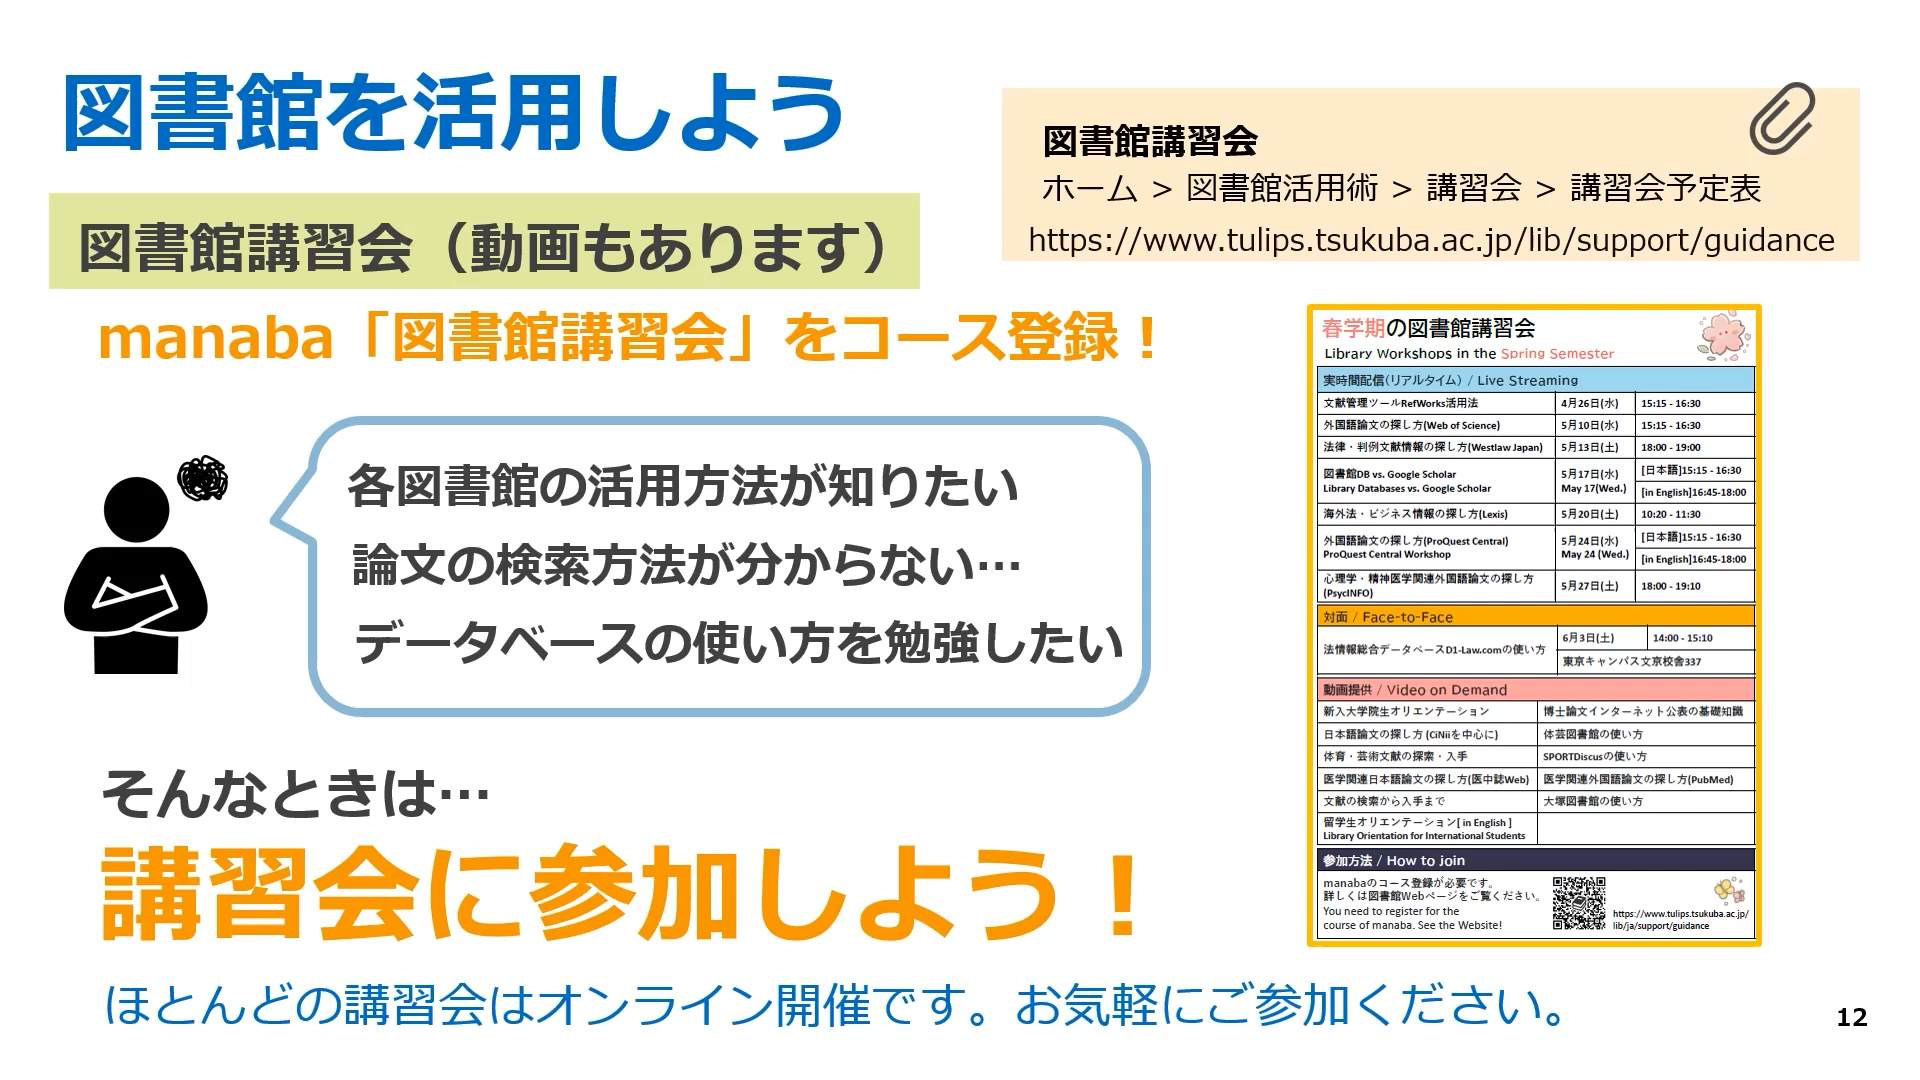 図書館を活用しよう
図書館講習会
ホーム > 図書館活用術 > 講習会 > 講習会予定表
https://www.tulips.tsukuba.ac.jp/lib/support/guidance
図書館講習会（動画もあります）
manaba「図書館講習会」をコース登録！
各図書館の活用方法が知りたい
論文の検索方法が分からない…
データベースの使い方を勉強したい
そんなときは…
講習会に参加しよう！
ほとんどの講習会はオンライン開催です。お気軽にご参加ください。
春学期の図書館講習会
Library Workshops in the Spring Semester
実時間配信(リアルタイム) / Live Streaming
文献管理ツールRefWorks活用法 4月26日(水) 15:15 - 16:30
外国語論文の探し方(Web of Science) 5月10日(水) 15:15 - 16:30
法律・判例文献情報の探し方(Westlaw Japan) 5月13日(土) 18:00 - 19:00
図書館DB vs. Google Scholar 5月17日(水) [日本語]15:15 - 16:30
Library Databases vs. Google Scholar May 17(Wed.) [in English]16:45-18:00
海外法・ビジネス情報の探し方(Lexis) 5月20日(土) 10:20 - 11:30
外国語論文の探し方(ProQuest Central) 5月24日(水) [日本語]15:15 - 16:30
ProQuest Central Workshop May 24 (Wed.) [in English]16:45-18:00
心理学・精神医学関連外国語論文の探し方
(PsycINFO) 5月27日(土) 18:00 - 19:10
対面 / Face-to-Face
法情報総合データベースD1-Law.comの使い方 6月3日(土) 14:00 - 15:10
東京キャンパス文京校舎337
動画提供 / Video on Demand
新入大学院生オリエンテーション 博士論文インターネット公表の基礎知識
日本語論文の探し方 (CiNiiを中心に) 体芸図書館の使い方
体育・芸術文献の探索・入手 SPORTDiscusの使い方
医学関連日本語論文の探し方(医中誌Web) 医学関連外国語論文の探し方(PubMed)
文献の検索から入手まで 大塚図書館の使い方
留学生オリエンテーション[ in English ]
Library Orientation for International Students
参加方法 / How to join
manabaのコース登録が必要です。
詳しくは図書館Webページをご覧ください。
You need to register for the
course of manaba. See the Website!
https://www.tulips.tsukuba.ac.jp/
lib/ja/support/guidance
12